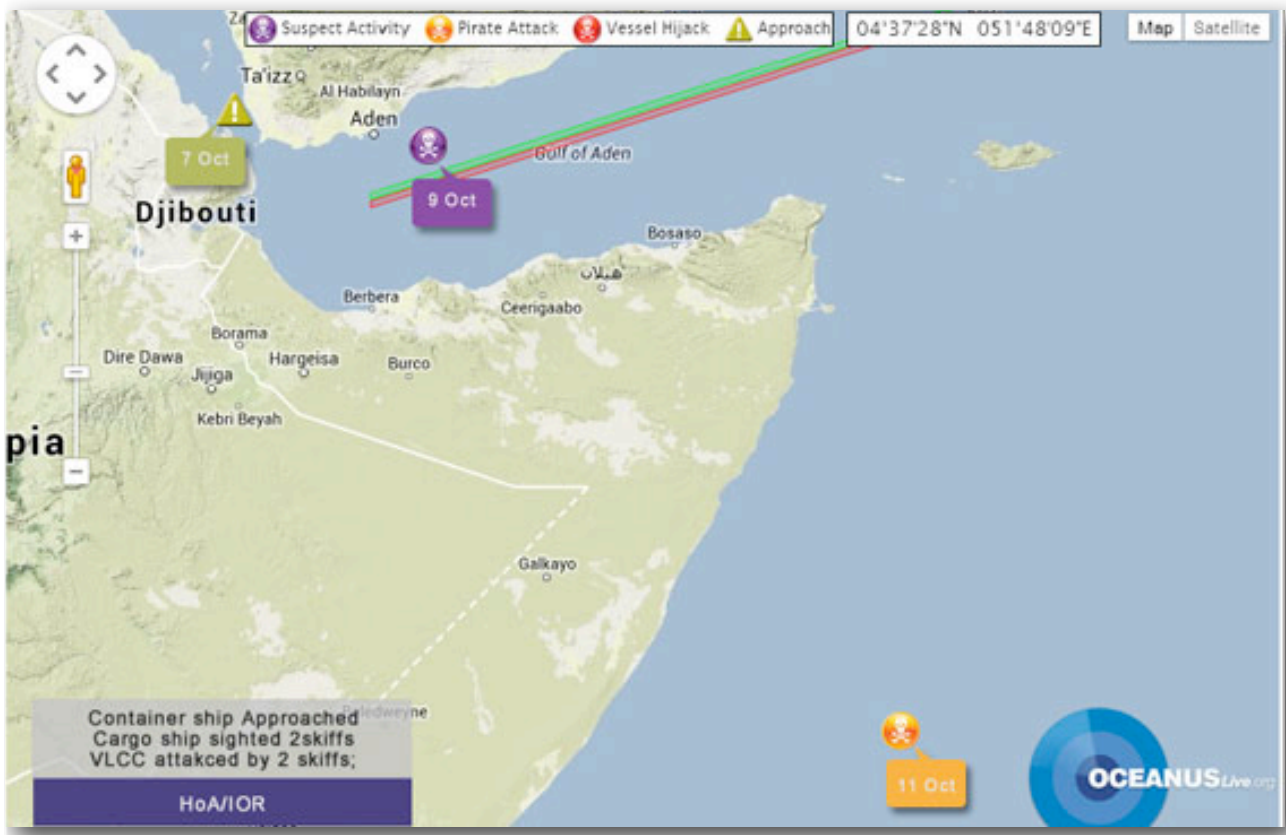 Suspect Activity Pirate Attack Vessel Hijack Approach
04°37'28"N 051°48'09"E
Map Satellite
Ta'izz
Al Habilayn
Aden
7 Oct
Gulf of Aden
9 Oct
Djibouti
Bosaso
هيلان
Berbera
Ceerigaabo
Borama
Dire Dawa
Hargeisa
Burco
Jijiga
Kebri Beyah
pia
Galkayo
Container ship Approached
Cargo ship sighted 2skiffs
VLCC attakced by 2 skiffs;
HoA/IOR
11 Oct
OCEANUSLive.org